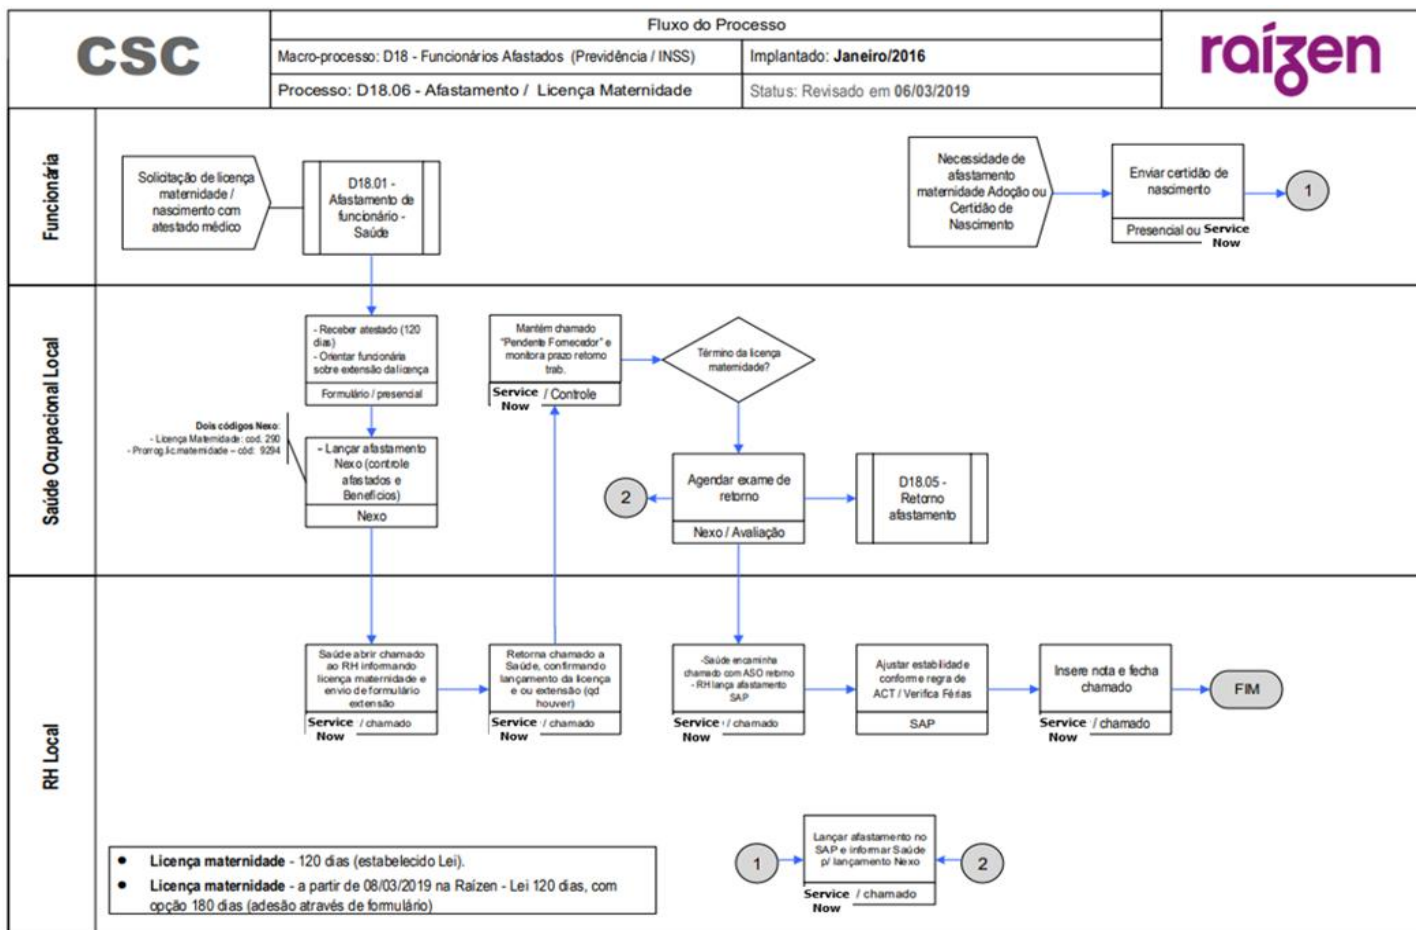 CSC
Fluxo do Processo
Macro-processo: D18 - Funcionários Afastados (Previdência / INSS)
Implantado: Janeiro/2016
Processo: D18.06 - Afastamento / Licença Maternidade
Status: Revisado em 06/03/2019
raízen
Funcionária
Solicitação de licença
maternidade /
nascimento com
atestado médico
D18.01 -
Afastamento de
funcionário -
Saúde
Necessidade de
afastamento
maternidade Adoção ou
Certidão de
Nascimento
Enviar certidão de
nascimento
Presencial ou Service
Now
1
Saúde Ocupacional Local
- Receber atestado (120
dias)
- Orientar funcionária
sobre extensão da licença
Formulário / presencial
Dois códigos Nexo:
- Licença Maternidade: cod. 290
- Prorrog.lic.maternidade – cód: 9294
- Lançar afastamento
Nexo (controle
afastados e
Benefícios)
Nexo
Mantém chamado
"Pendente Fornecedor" e
monitora prazo retorno
trab.
Service / Controle
Now
Término da licença
maternidade?
2
Agendar exame de
retorno
Nexo / Avaliação
D18.05 -
Retorno
afastamento
RH Local
Saúde abrir chamado
ao RH informando
licença maternidade e
envio de formulário
extensão
Service / chamado
Now
Retorna chamado a
Saúde, confirmando
lançamento da licença
e ou extensão (qd
houver)
Service / chamado
Now
-Saúde encaminha
chamado com ASO retorno
- RH lança afastamento
SAP
Service / chamado
Now
Ajustar estabilidade
conforme regra de
ACT / Verifica Férias
SAP
Insere nota e fecha
chamado
Service / chamado
Now
FIM
1
Lançar afastamento no
SAP e informar Saúde
p/ lançamento Nexo
Service / chamado
Now
2
• Licença maternidade - 120 dias (estabelecido Lei).
• Licença maternidade - a partir de 08/03/2019 na Raízen - Lei 120 dias, com
opção 180 dias (adesão através de formulário)